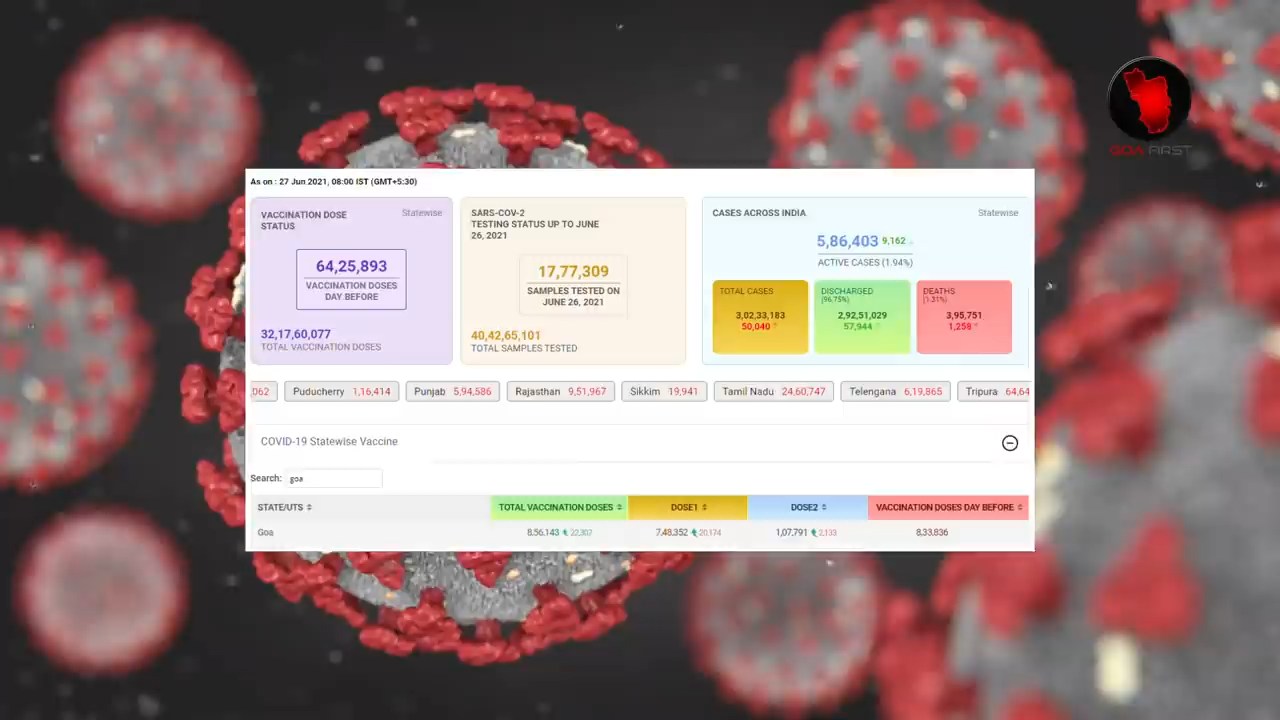 GOA FIRST
As on : 27 Jun 2021, 08:00 IST (GMT+5:30)
VACCINATION DOSE
STATUS
Statewise
64,25,893
VACCINATION DOSES
DAY BEFORE
32,17,60,077
TOTAL VACCINATION DOSES
SARS-COV-2
TESTING STATUS UP TO JUNE
26, 2021
17,77,309
SAMPLES TESTED ON
JUNE 26, 2021
40,42,65,101
TOTAL SAMPLES TESTED
CASES ACROSS INDIA
Statewise
5,86,403 9,162
ACTIVE CASES (1.94%)
TOTAL CASES
3,02,33,183
50,040
DISCHARGED
(96.75%)
2,92,51,029
57,944
DEATHS
(1.31%)
3,95,751
1,258
,062 Puducherry 1,16,414 Punjab 5,94,586 Rajasthan 9,51,967 Sikkim 19,941 Tamil Nadu 24,60,747 Telengana 6,19,865 Tripura 64,64
COVID-19 Statewise Vaccine
Search: goa
STATE/UTS TOTAL VACCINATION DOSES DOSE1 DOSE2 VACCINATION DOSES DAY BEFORE
Goa 8,56,143 22,307 7,48,352 20,174 1,07,791 2,133 8,33,836